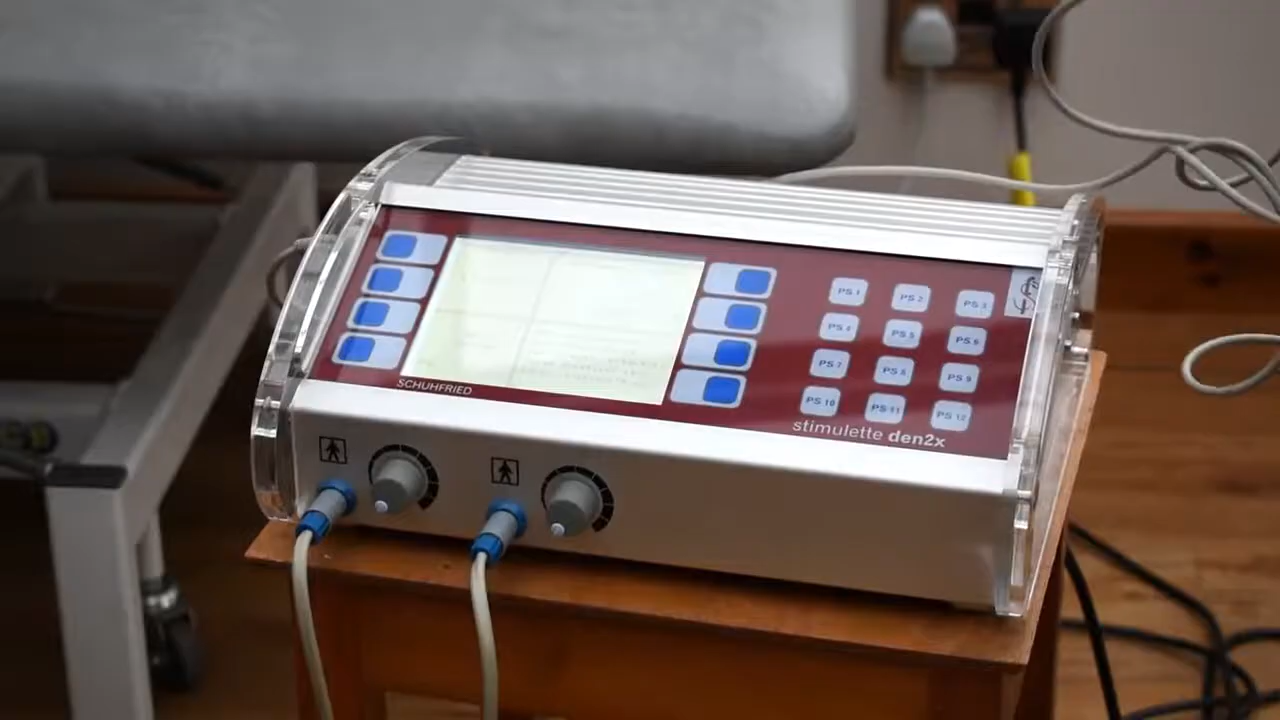 SCHUHFRIED
PS 1
PS 2
PS 3
PS 4
PS 5
PS 6
PS 7
PS 8
PS 9
PS 10
PS 11
PS 12
stimulette den2x